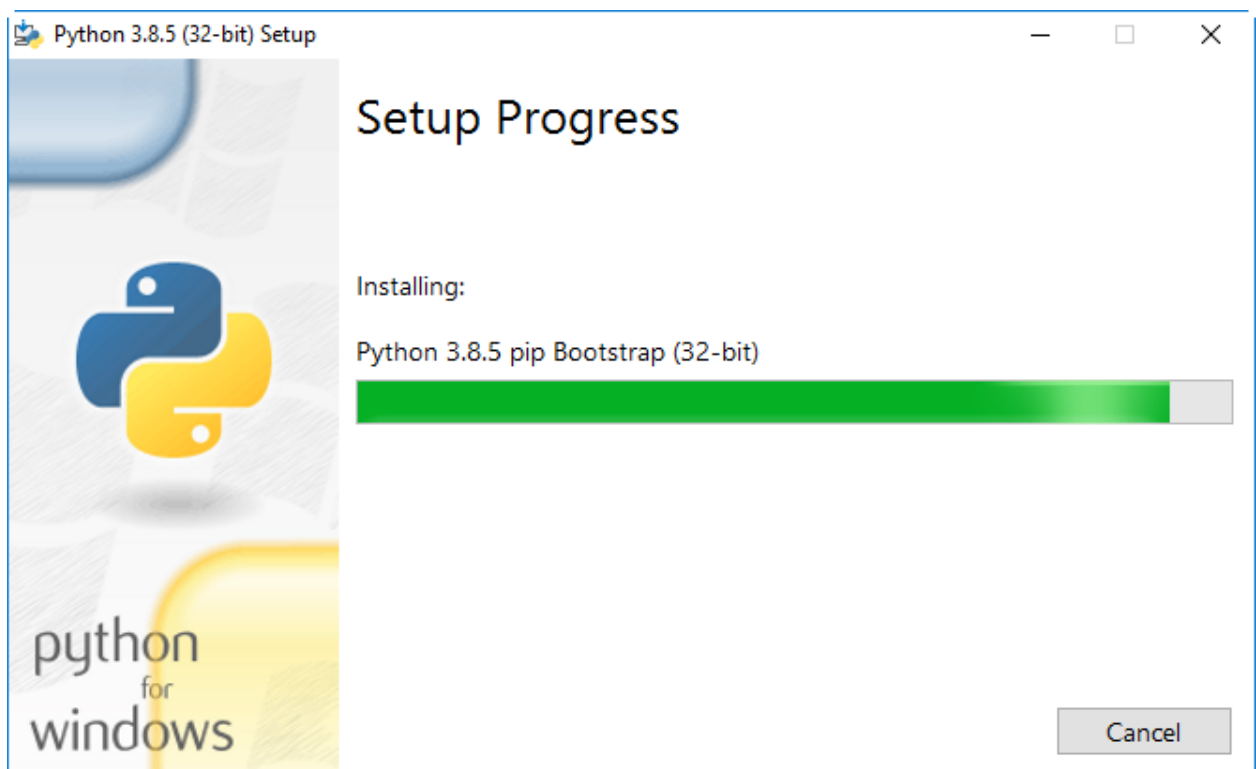 Python 3.8.5 (32-bit) Setup
Setup Progress
Installing:
Python 3.8.5 pip Bootstrap (32-bit)
python
for
windows
Cancel